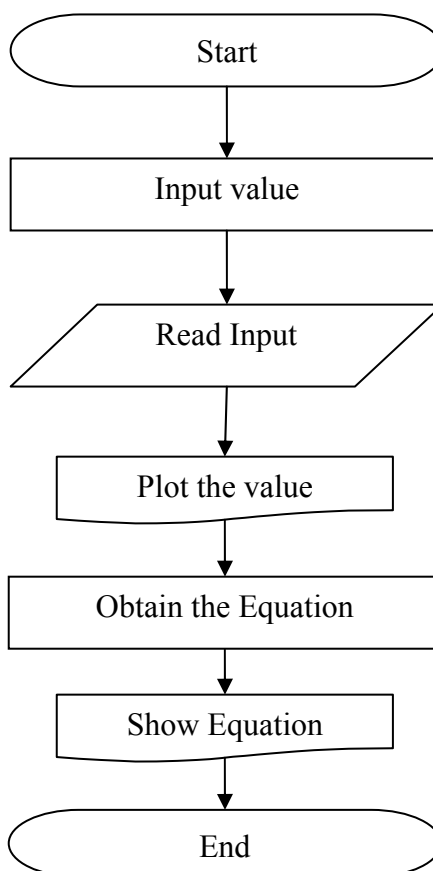 Start
Input value
Read Input
Plot the value
Obtain the Equation
Show Equation
End